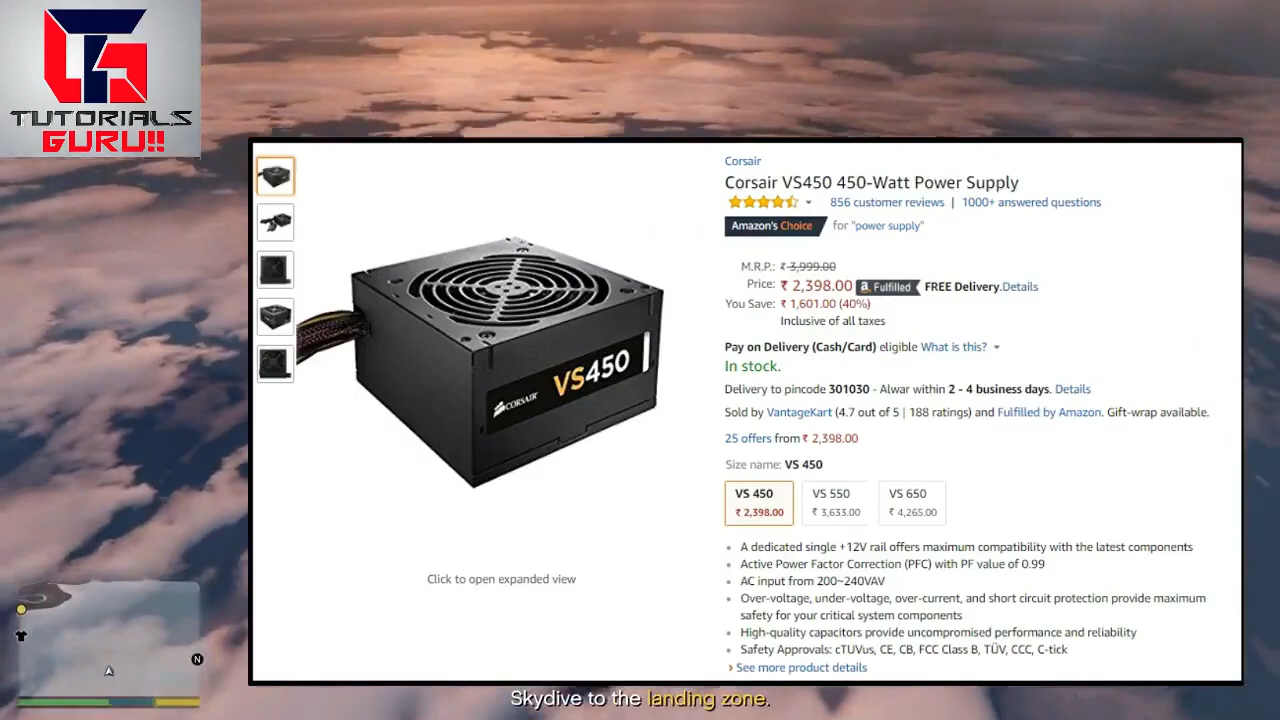 TUTORIALS
GURU!!
Corsair
Corsair VS450 450-Watt Power Supply
856 customer reviews | 1000+ answered questions
Amazon's Choice for "power supply"
M.R.P.: ₹ 3,999.00
Price: ₹ 2,398.00 a Fulfilled FREE Delivery.Details
You Save: ₹ 1,601.00 (40%)
Inclusive of all taxes
Pay on Delivery (Cash/Card) eligible What is this?
In stock.
Delivery to pincode 301030 - Alwar within 2 - 4 business days. Details
Sold by VantageKart (4.7 out of 5 | 188 ratings) and Fulfilled by Amazon. Gift-wrap available.
25 offers from ₹ 2,398.00
Size name: VS 450
VS 450 VS 550 VS 650
₹ 2,398.00 ₹ 3,633.00 ₹ 4,265.00
• A dedicated single +12V rail offers maximum compatibility with the latest components
• Active Power Factor Correction (PFC) with PF value of 0.99
• AC input from 200~240VAV
• Over-voltage, under-voltage, over-current, and short circuit protection provide maximum
safety for your critical system components
• High-quality capacitors provide uncompromised performance and reliability
• Safety Approvals: cTUVus, CE, CB, FCC Class B, TÜV, CCC, C-tick
› See more product details
VS450
CORSAIR
Click to open expanded view
N
Skydive to the landing zone.